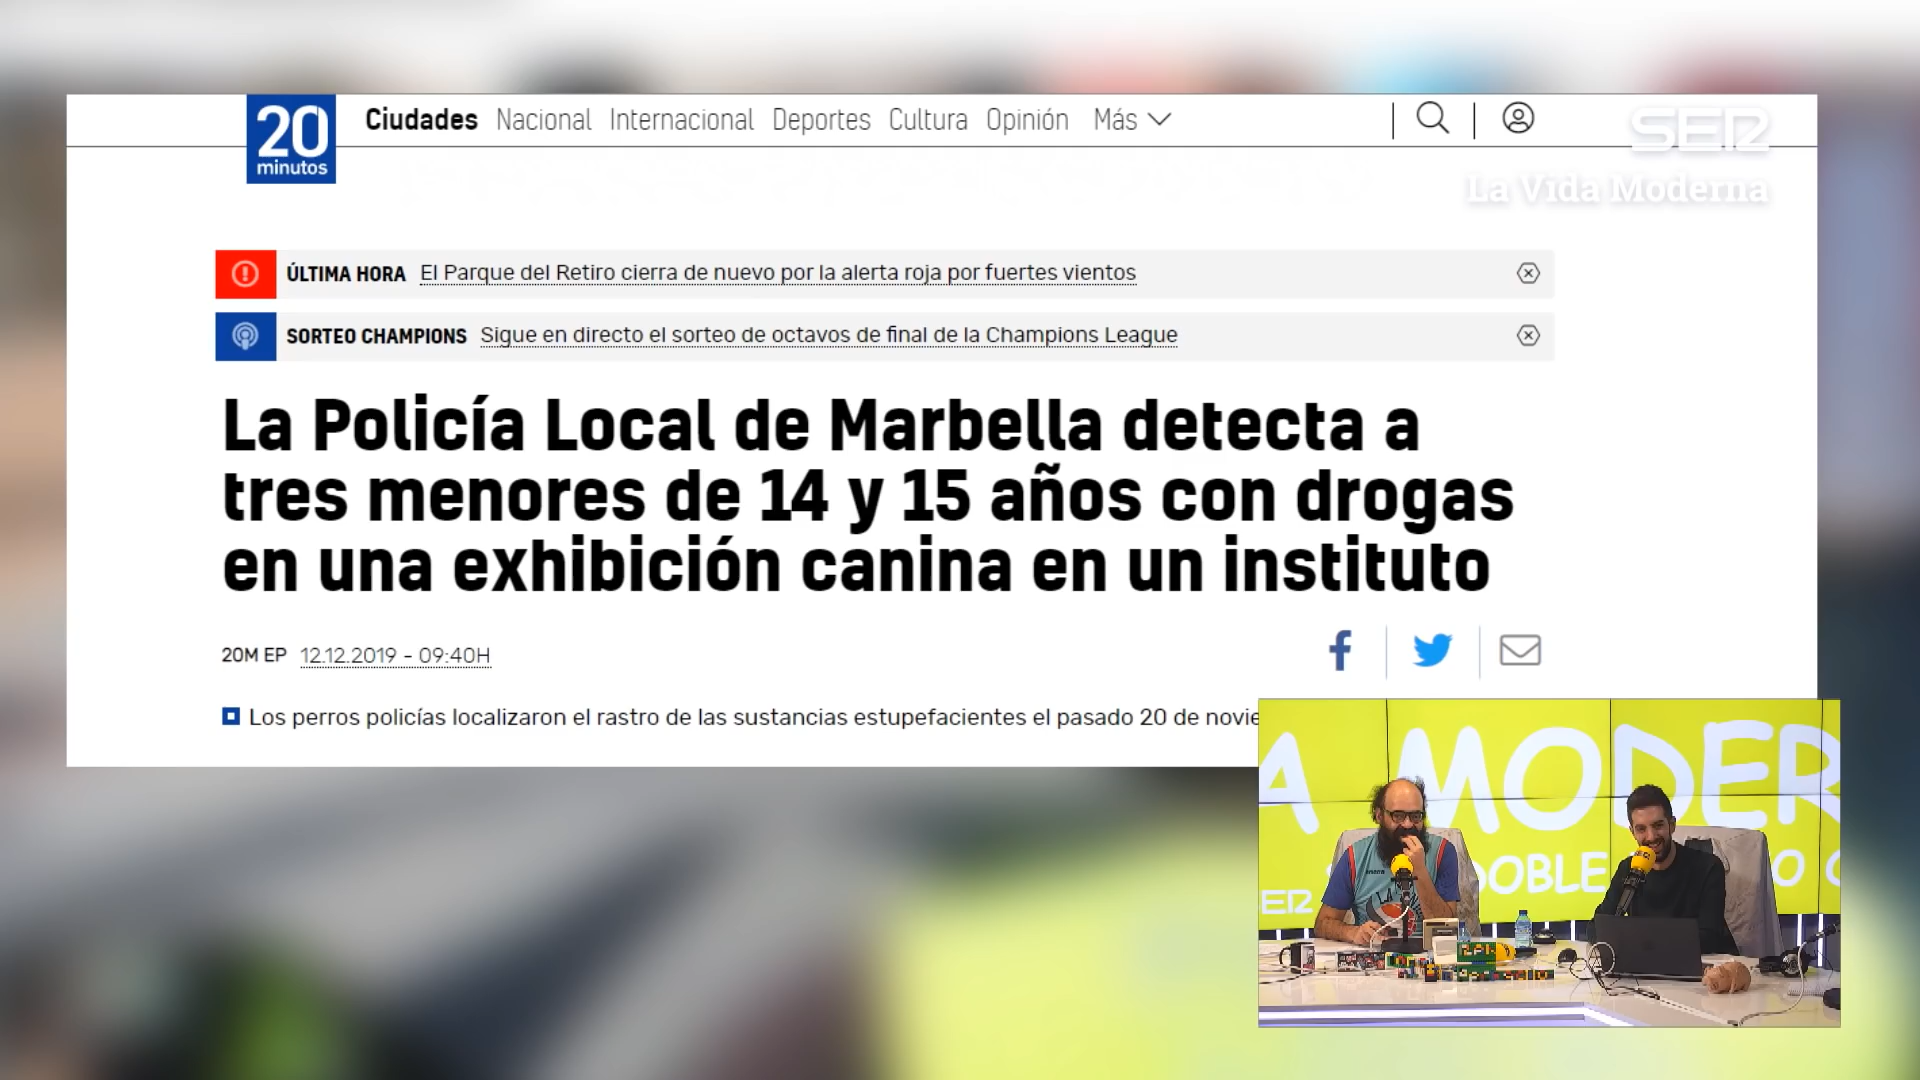 20
minutos
Ciudades Nacional Internacional Deportes Cultura Opinión Más
SER
La Vida Moderna
ÚLTIMA HORA El Parque del Retiro cierra de nuevo por la alerta roja por fuertes vientos
SORTEO CHAMPIONS Sigue en directo el sorteo de octavos de final de la Champions League
La Policía Local de Marbella detecta a
tres menores de 14 y 15 años con drogas
en una exhibición canina en un instituto
20M EP 12.12.2019 - 09:40H
Los perros policías localizaron el rastro de las sustancias estupefacientes el pasado 20 de novie
A MODER
DOBLE
SER